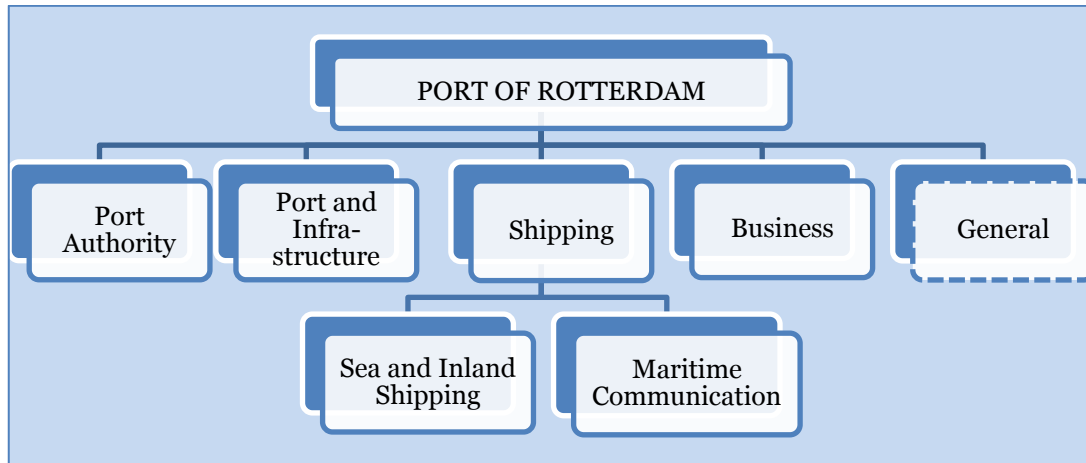 PORT OF ROTTERDAM
Port
Authority
Port and
Infra-
structure
Shipping
Business
General
Sea and Inland
Shipping
Maritime
Communication